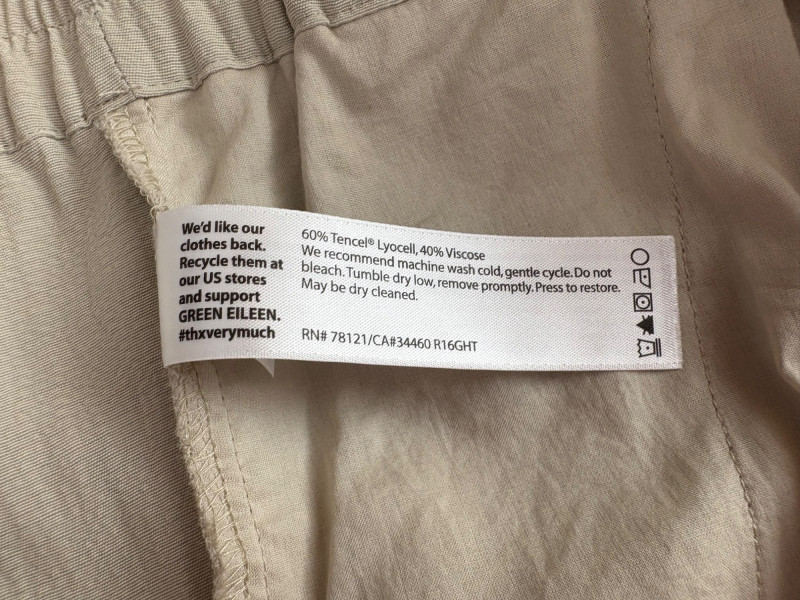 We'd like our
clothes back.
Recycle them at
our US stores
and support
GREEN EILEEN.
#thxverymuch
60% Tencel® Lyocell, 40% Viscose
We recommend machine wash cold, gentle cycle. Do not
bleach. Tumble dry low, remove promptly. Press to restore.
May be dry cleaned.
RN# 78121/CA#34460 R16GHT